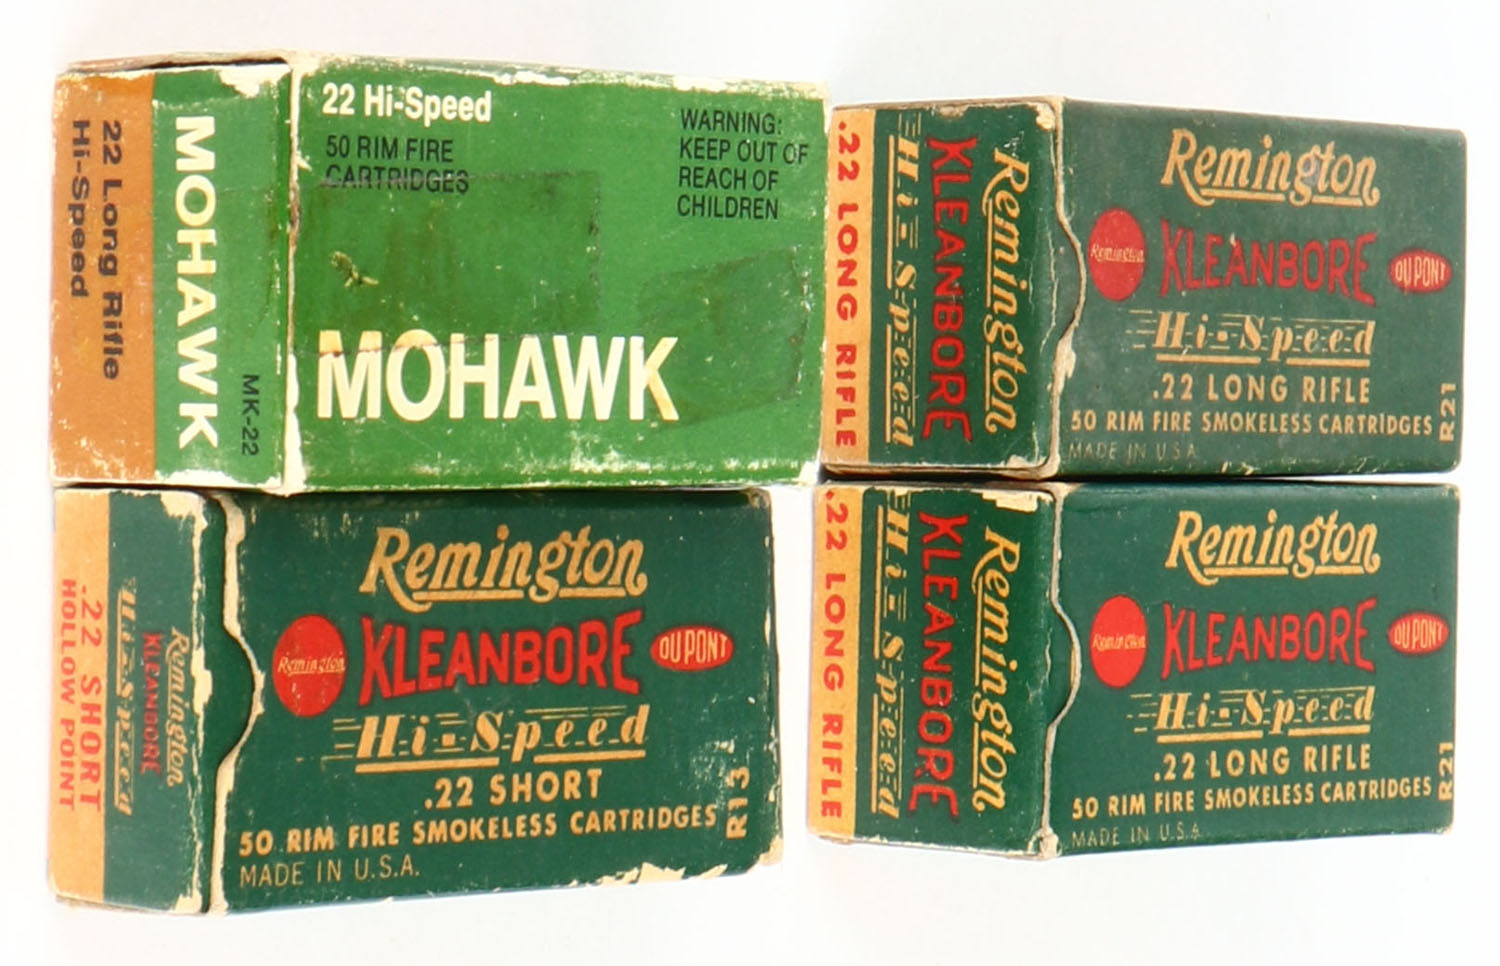 22 Long Rifle
Hi-Speed
MOHAWK
MK-22
22 Hi-Speed
50 RIM FIRE
CARTRIDGES
WARNING:
KEEP OUT OF
REACH OF
CHILDREN
MOHAWK
.22 LONG RIFLE
Hi-Speed
KLEANBORE
Remington
Remington
Remington
KLEANBORE
DU PONT
Hi-Speed
.22 LONG RIFLE
50 RIM FIRE SMOKELESS CARTRIDGES
R21
MADE IN U.S.A.
.22 SHORT
HOLLOW POINT
Hi-Speed
KLEANBORE
Remington
Remington
Remington
KLEANBORE
DU PONT
Hi-Speed
.22 SHORT
50 RIM FIRE SMOKELESS CARTRIDGES
R13
MADE IN U.S.A.
.22 LONG RIFLE
Hi-Speed
KLEANBORE
Remington
Remington
Remington
KLEANBORE
DU PONT
Hi-Speed
.22 LONG RIFLE
50 RIM FIRE SMOKELESS CARTRIDGES
R21
MADE IN U.S.A.